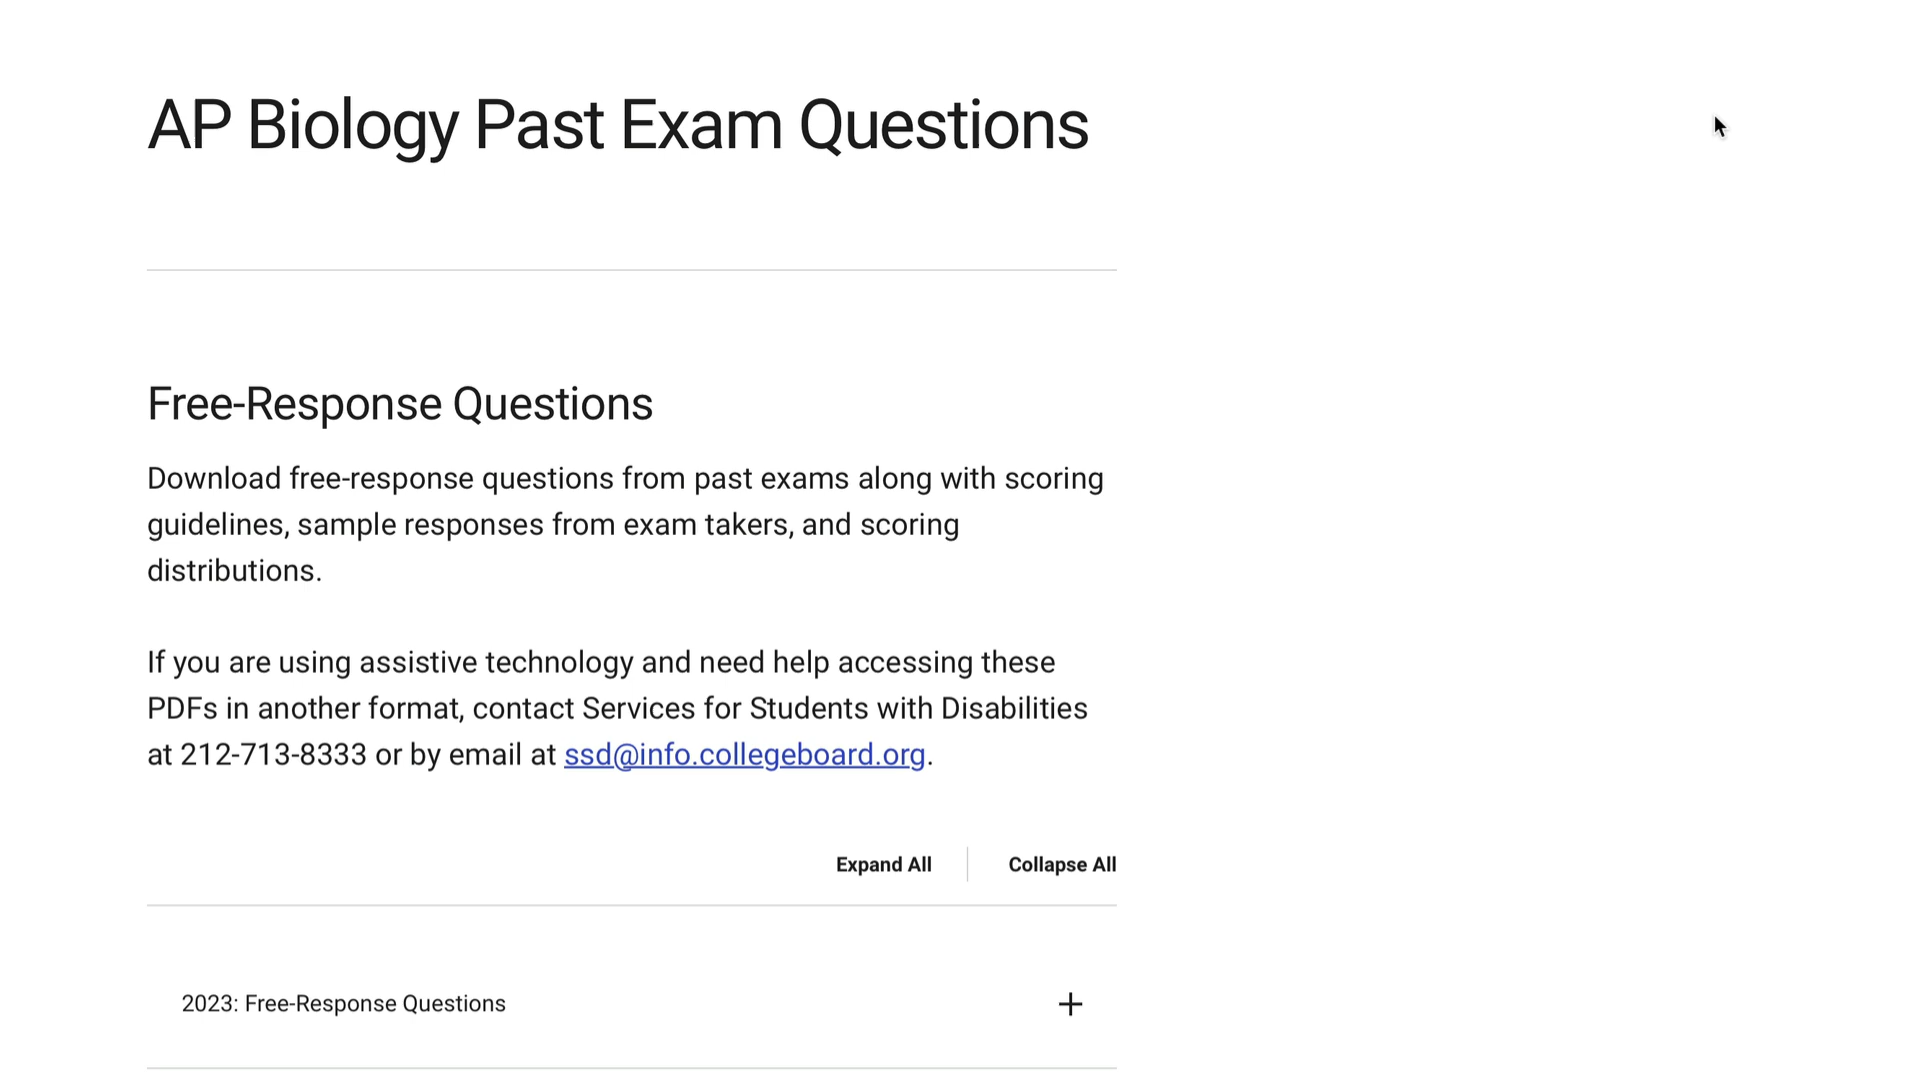 AP Biology Past Exam Questions
Free-Response Questions
Download free-response questions from past exams along with scoring
guidelines, sample responses from exam takers, and scoring
distributions.
If you are using assistive technology and need help accessing these
PDFs in another format, contact Services for Students with Disabilities
at 212-713-8333 or by email at ssd@info.collegeboard.org.
Expand All
Collapse All
2023: Free-Response Questions